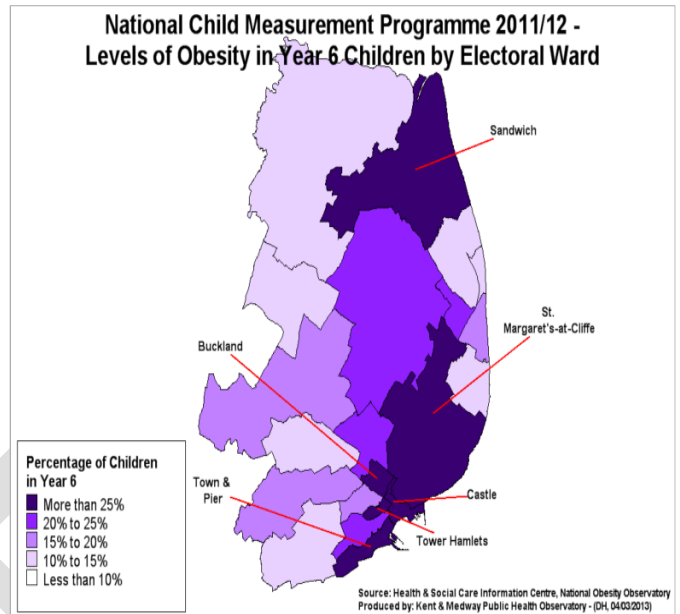 National Child Measurement Programme 2011/12 -
Levels of Obesity in Year 6 Children by Electoral Ward
Sandwich
St.
Margaret's-at-Cliffe
Buckland
Town &
Pier
Castle
Tower Hamlets
Percentage of Children
in Year 6
More than 25%
20% to 25%
15% to 20%
10% to 15%
Less than 10%
Source: Health & Social Care Information Centre, National Obesity Observatory
Produced by: Kent & Medway Public Health Observatory - (DH, 04/03/2013)